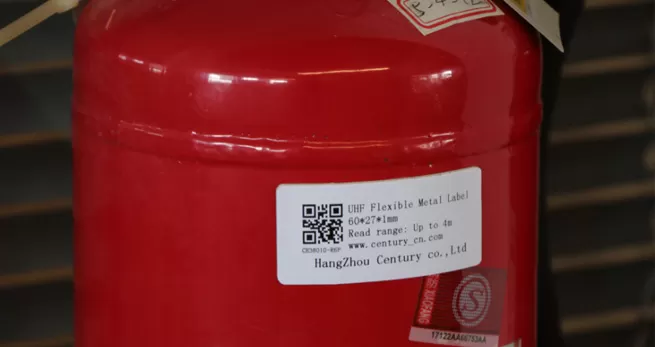 UHF Flexible Metal Label
60*27*1mm
Read range: Up to 4m
www.century_cn.com
HangZhou Century co.,Ltd